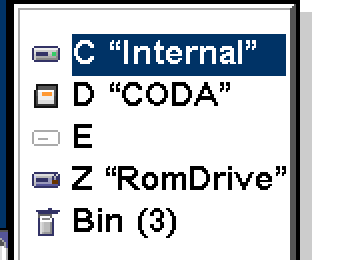 C “Internal”
D “CODA”
E
Z “RomDrive”
Bin (3)